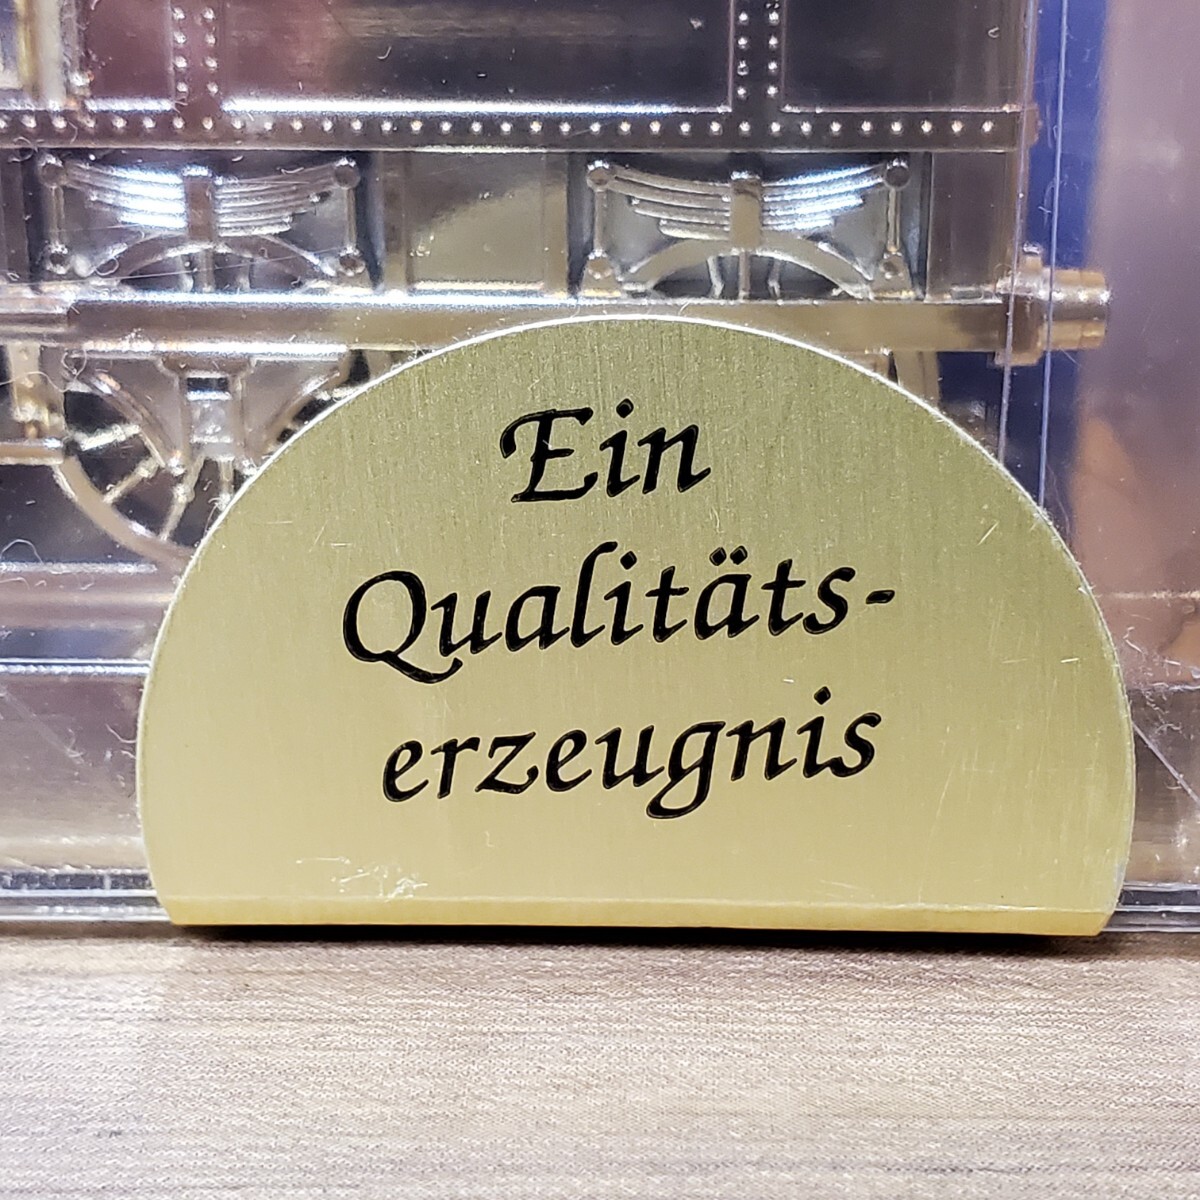 Ein
Qualitäts-
erzeugnis